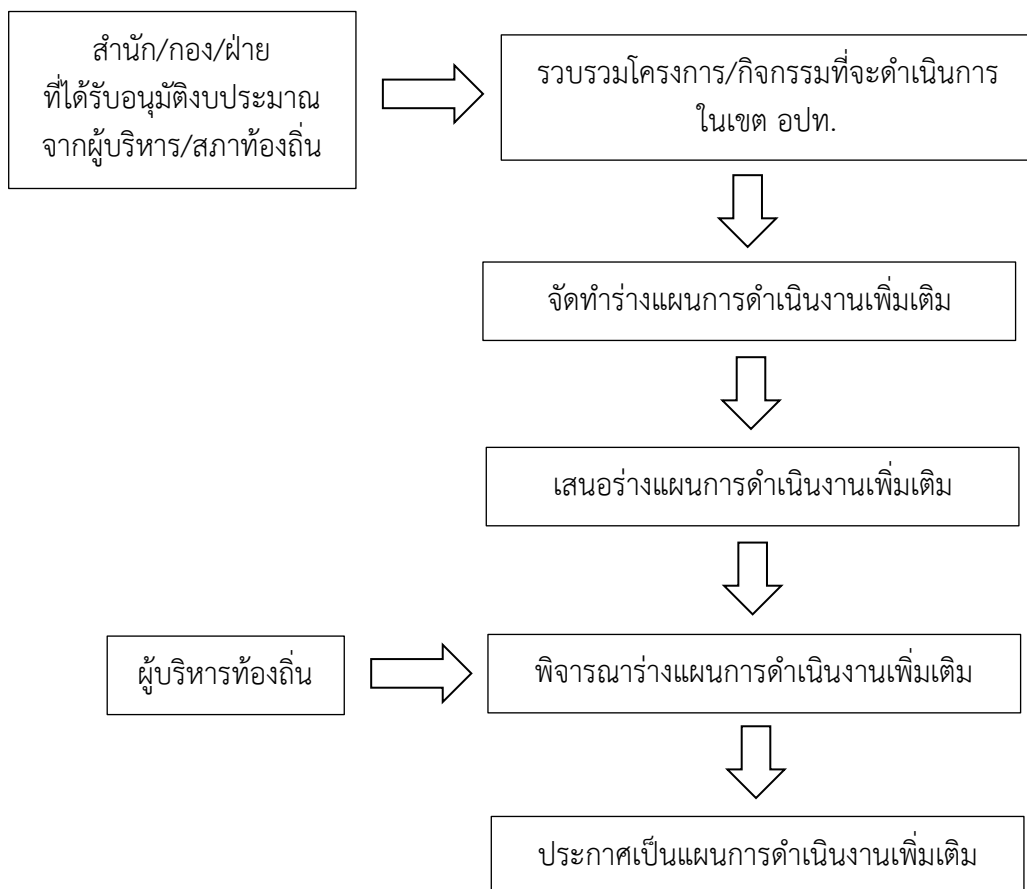 สำนัก/กอง/ฝ่าย
ที่ได้รับอนุมัติงบประมาณ
จากผู้บริหาร/สภาท้องถิ่น
รวบรวมโครงการ/กิจกรรมที่จะดำเนินการ
ในเขต อปท.
จัดทำร่างแผนการดำเนินงานเพิ่มเติม
เสนอร่างแผนการดำเนินงานเพิ่มเติม
ผู้บริหารท้องถิ่น
พิจารณาร่างแผนการดำเนินงานเพิ่มเติม
ประกาศเป็นแผนการดำเนินงานเพิ่มเติม